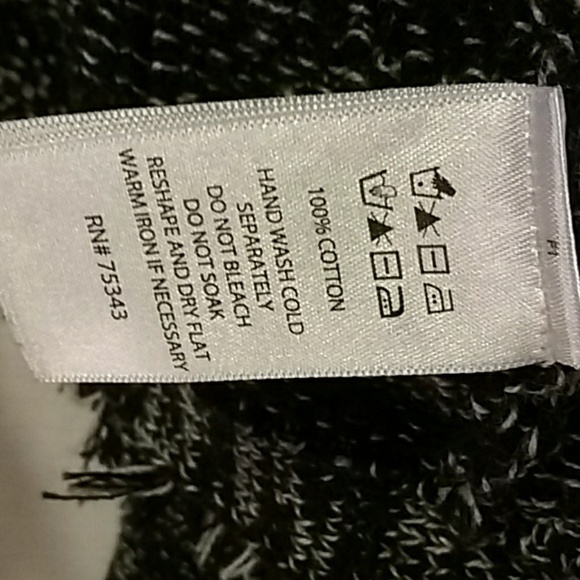 100% COTTON
HAND WASH COLD
SEPARATELY
DO NOT BLEACH
DO NOT SOAK
RESHAPE AND DRY FLAT
WARM IRON IF NECESSARY
RN# 75343